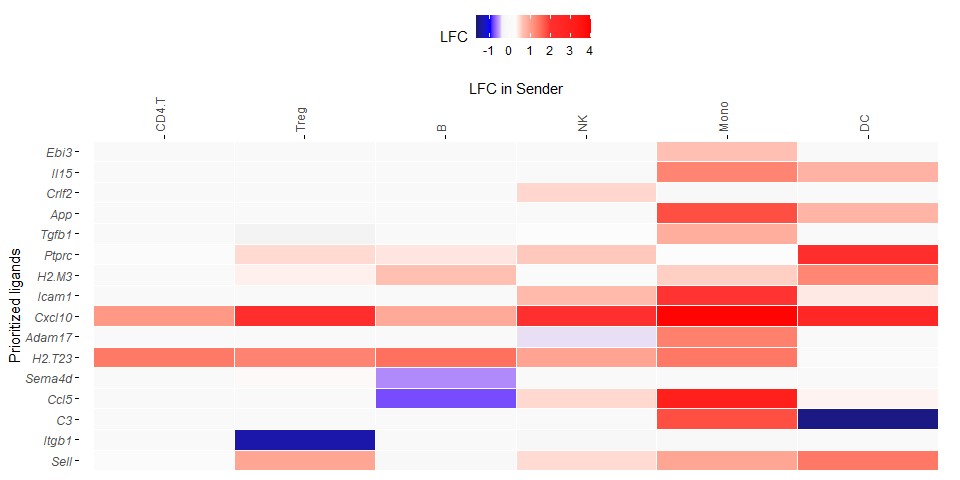 LFC
-1 0 1 2 3 4
LFC in Sender
CD4.T Treg B NK Mono DC
Prioritized ligands
Ebi3
Il15
Crlf2
App
Tgfb1
Ptprc
H2.M3
Icam1
Cxcl10
Adam17
H2.T23
Sema4d
Ccl5
C3
Itgb1
Sell